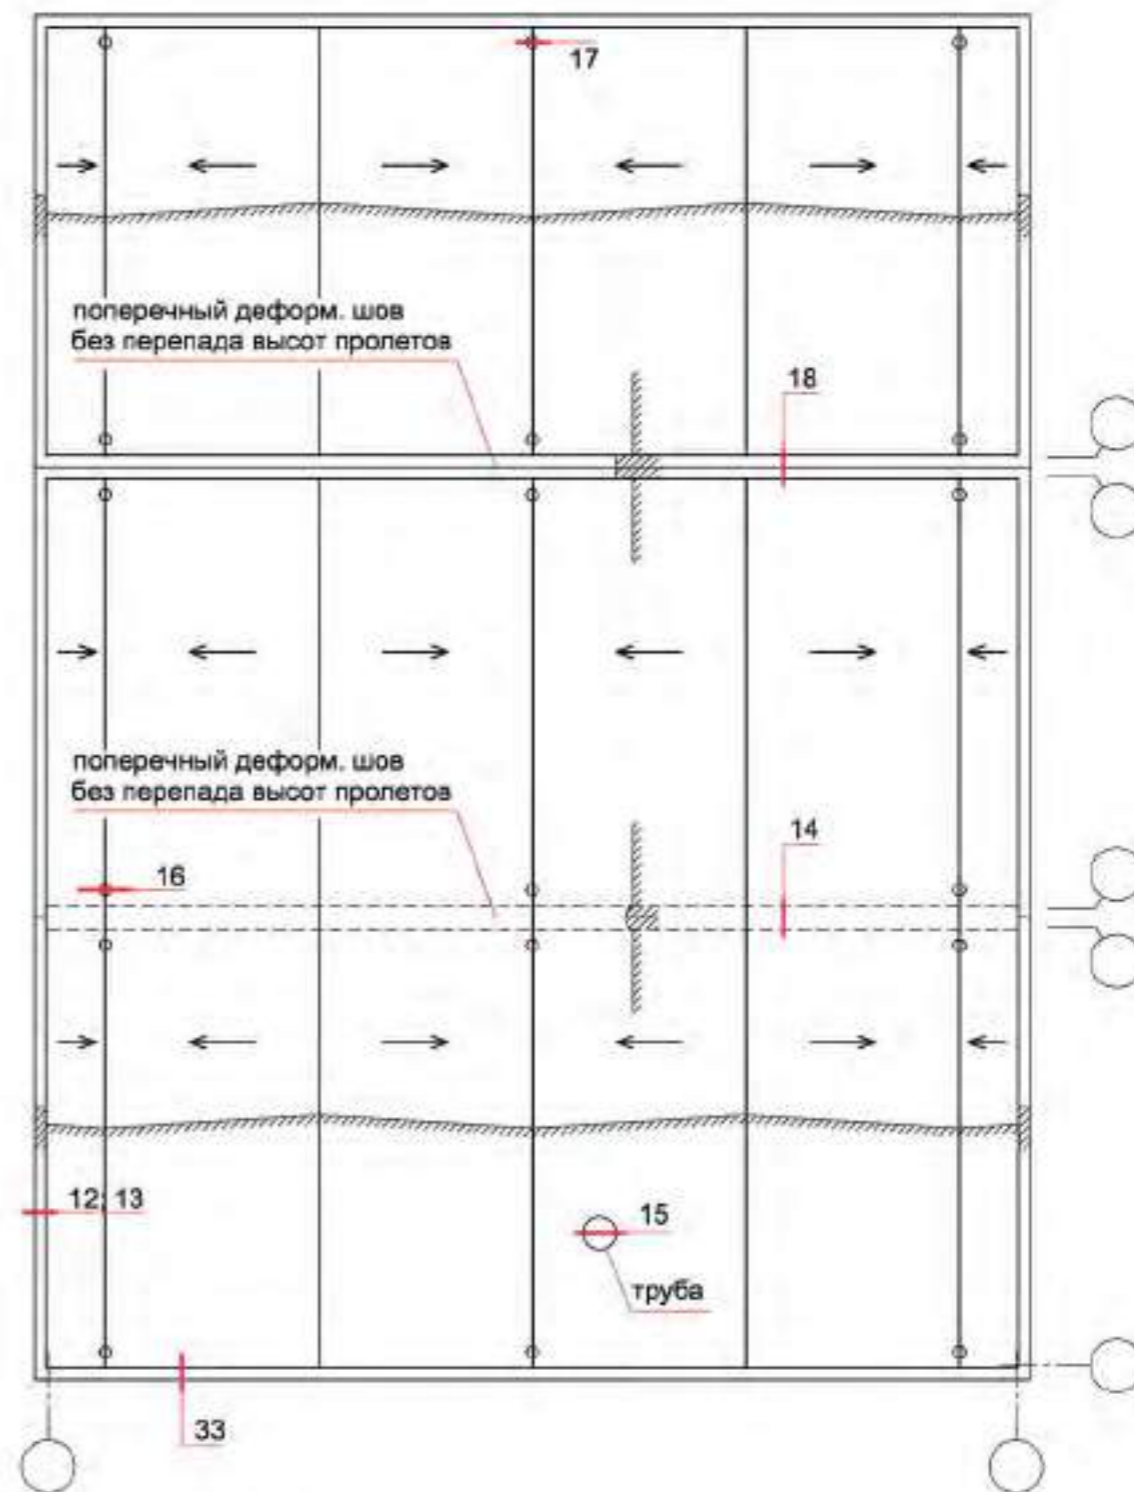 17
поперечный деформ. шов
без перепада высот пролетов
18
поперечный деформ. шов
без перепада высот пролетов
14
16
12 13
15
труба
33